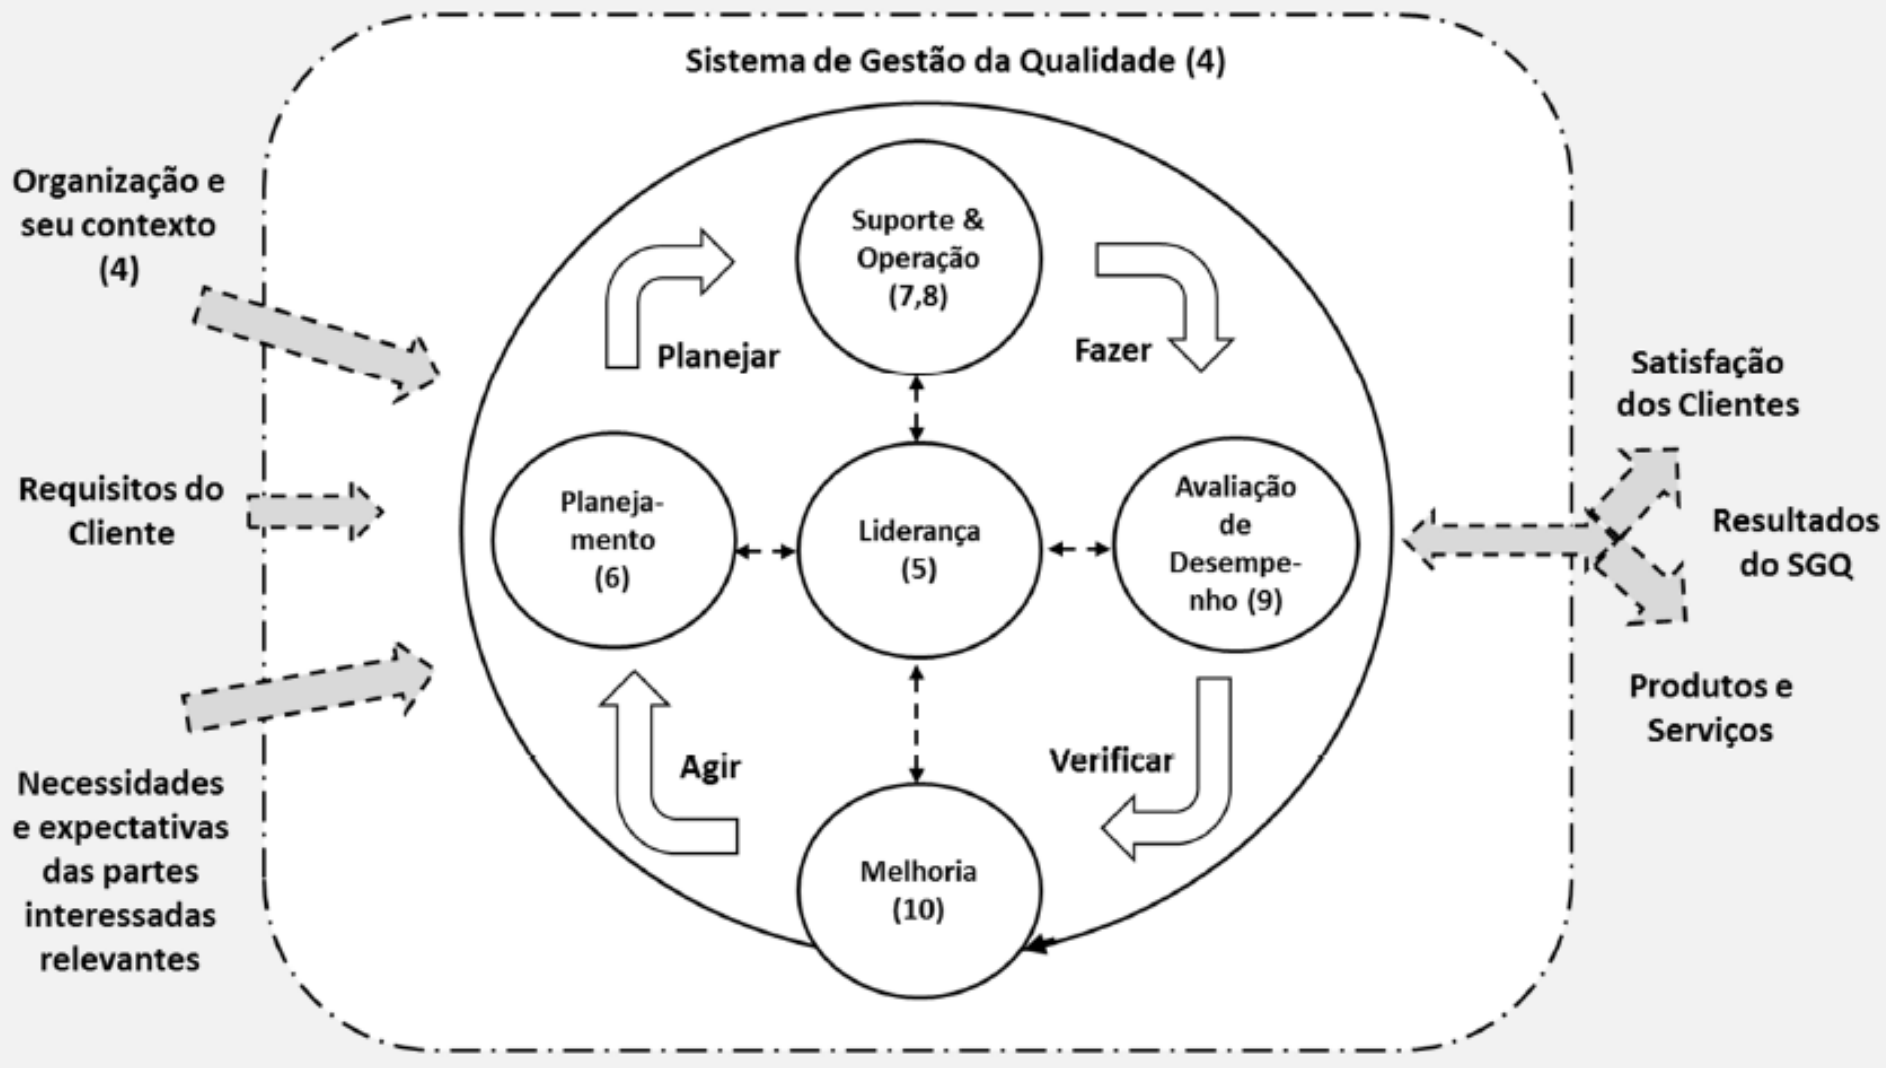 Sistema de Gestão da Qualidade (4)
Organização e
seu contexto
(4)
Requisitos do
Cliente
Necessidades
e expectativas
das partes
interessadas
relevantes
Suporte &
Operação
(7,8)
Planejar
Fazer
Planeja-
mento
(6)
Liderança
(5)
Avaliação
de
Desempe-
nho (9)
Agir
Verificar
Melhoria
(10)
Satisfação
dos Clientes
Resultados
do SGQ
Produtos e
Serviços